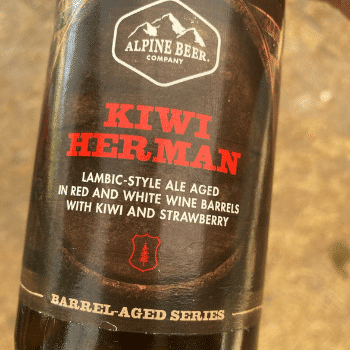 ALPINE BEER.
COMPANY
KIWI
HERMAN
LAMBIC-STYLE ALE AGED
IN RED AND WHITE WINE BARRELS
WITH KIWI AND STRAWBERRY
BARREL-AGED SERIES